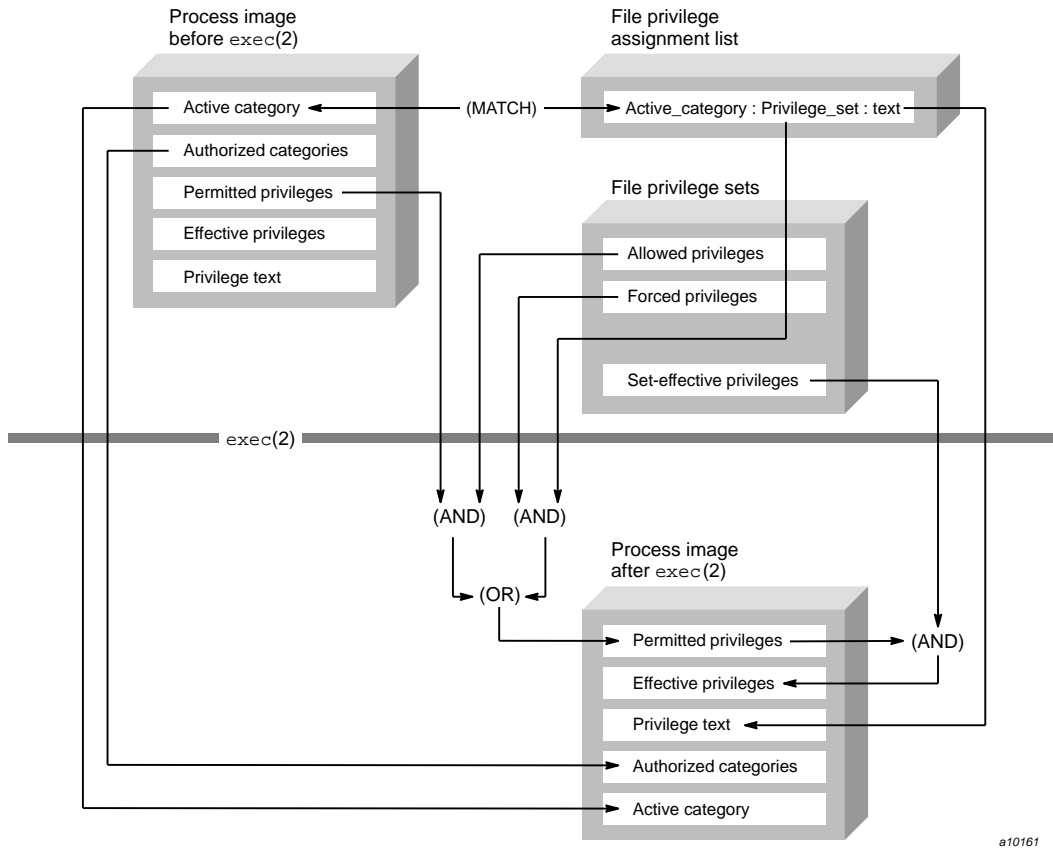 Process image
before exec(2)
File privilege
assignment list
Active category
(MATCH)
Active_category : Privilege_set : text
Authorized categories
Permitted privileges
Effective privileges
Privilege text
File privilege sets
Allowed privileges
Forced privileges
Set-effective privileges
exec(2)
(AND)
(AND)
(OR)
Process image
after exec(2)
Permitted privileges
(AND)
Effective privileges
Privilege text
Authorized categories
Active category
a10161